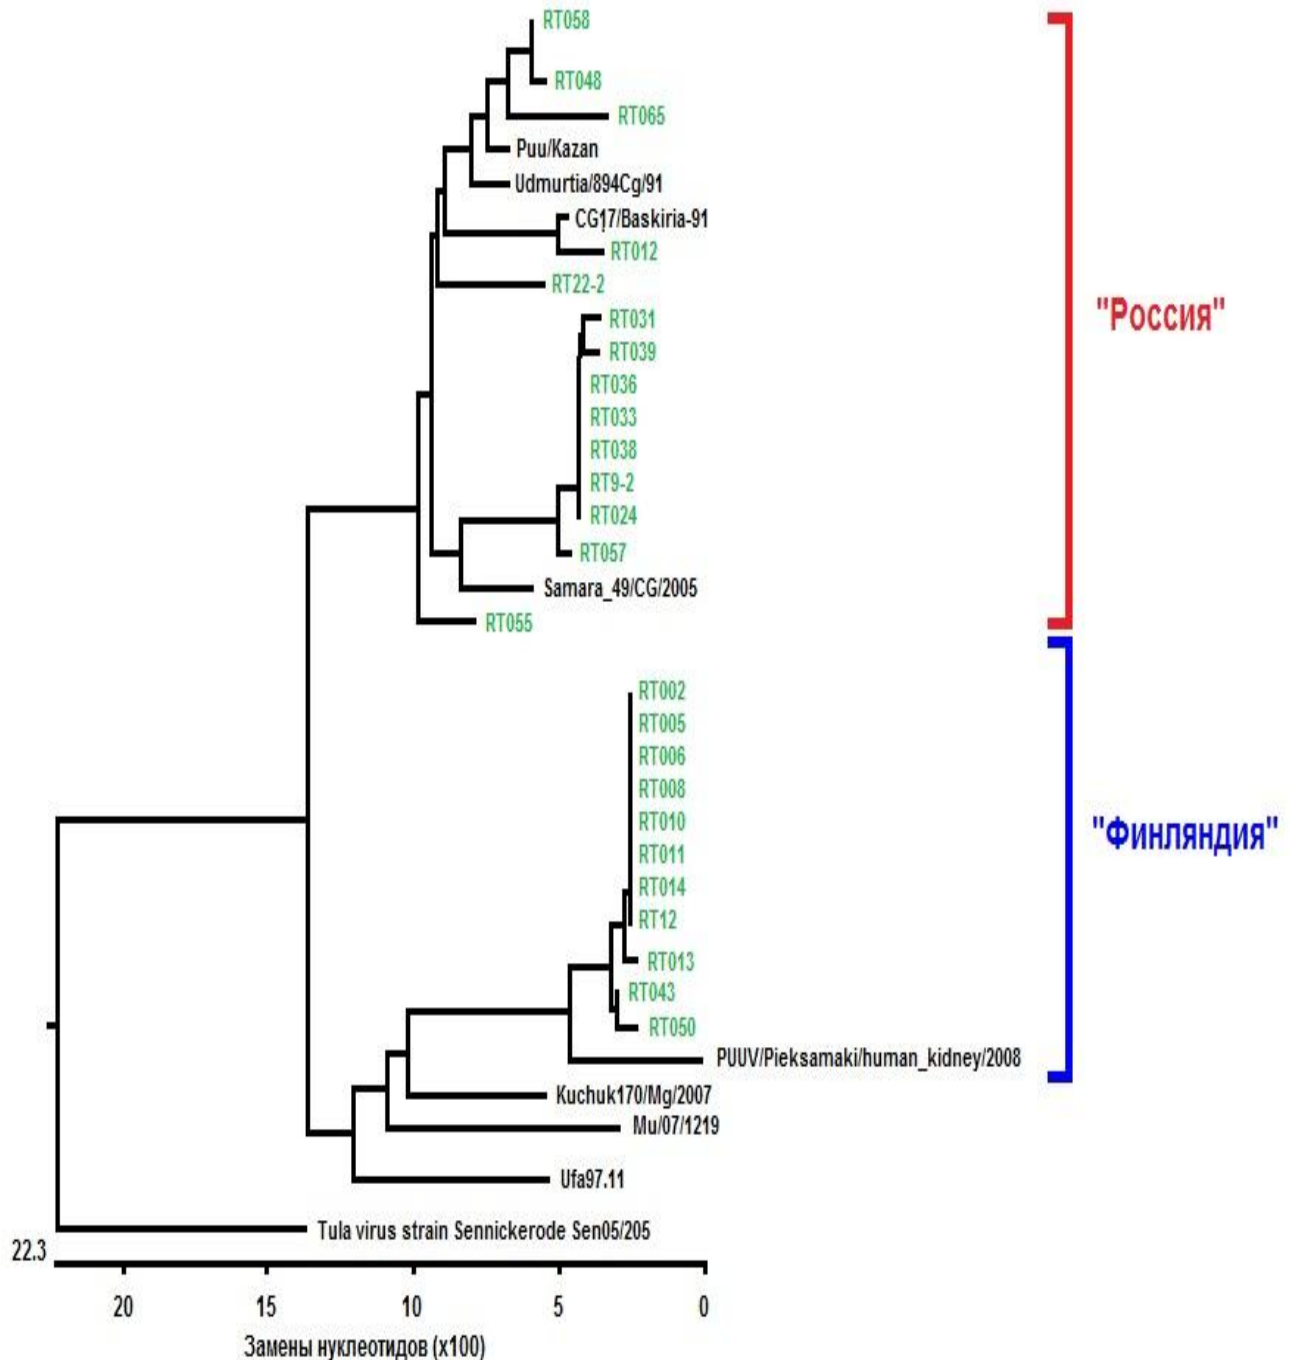 RT058
RT048
RT065
Puu/Kazan
Udmurtia/894Cg/91
CG17/Baskiria-91
RT012
RT22-2
"Россия"
RT031
RT039
RT036
RT033
RT038
RT9-2
RT024
RT057
Samara_49/CG/2005
RT055
RT002
RT005
RT006
RT008
RT010
"Финляндия"
RT011
RT014
RT12
RT013
RT043
RT050
PUUV/Pieksamaki/human_kidney/2008
Kuchuk170/Mg/2007
Mu/07/1219
Ufa97.11
Tula virus strain Sennickerode Sen05/205
22.3
20 15 10 5 0
Замены нуклеотидов (x100)